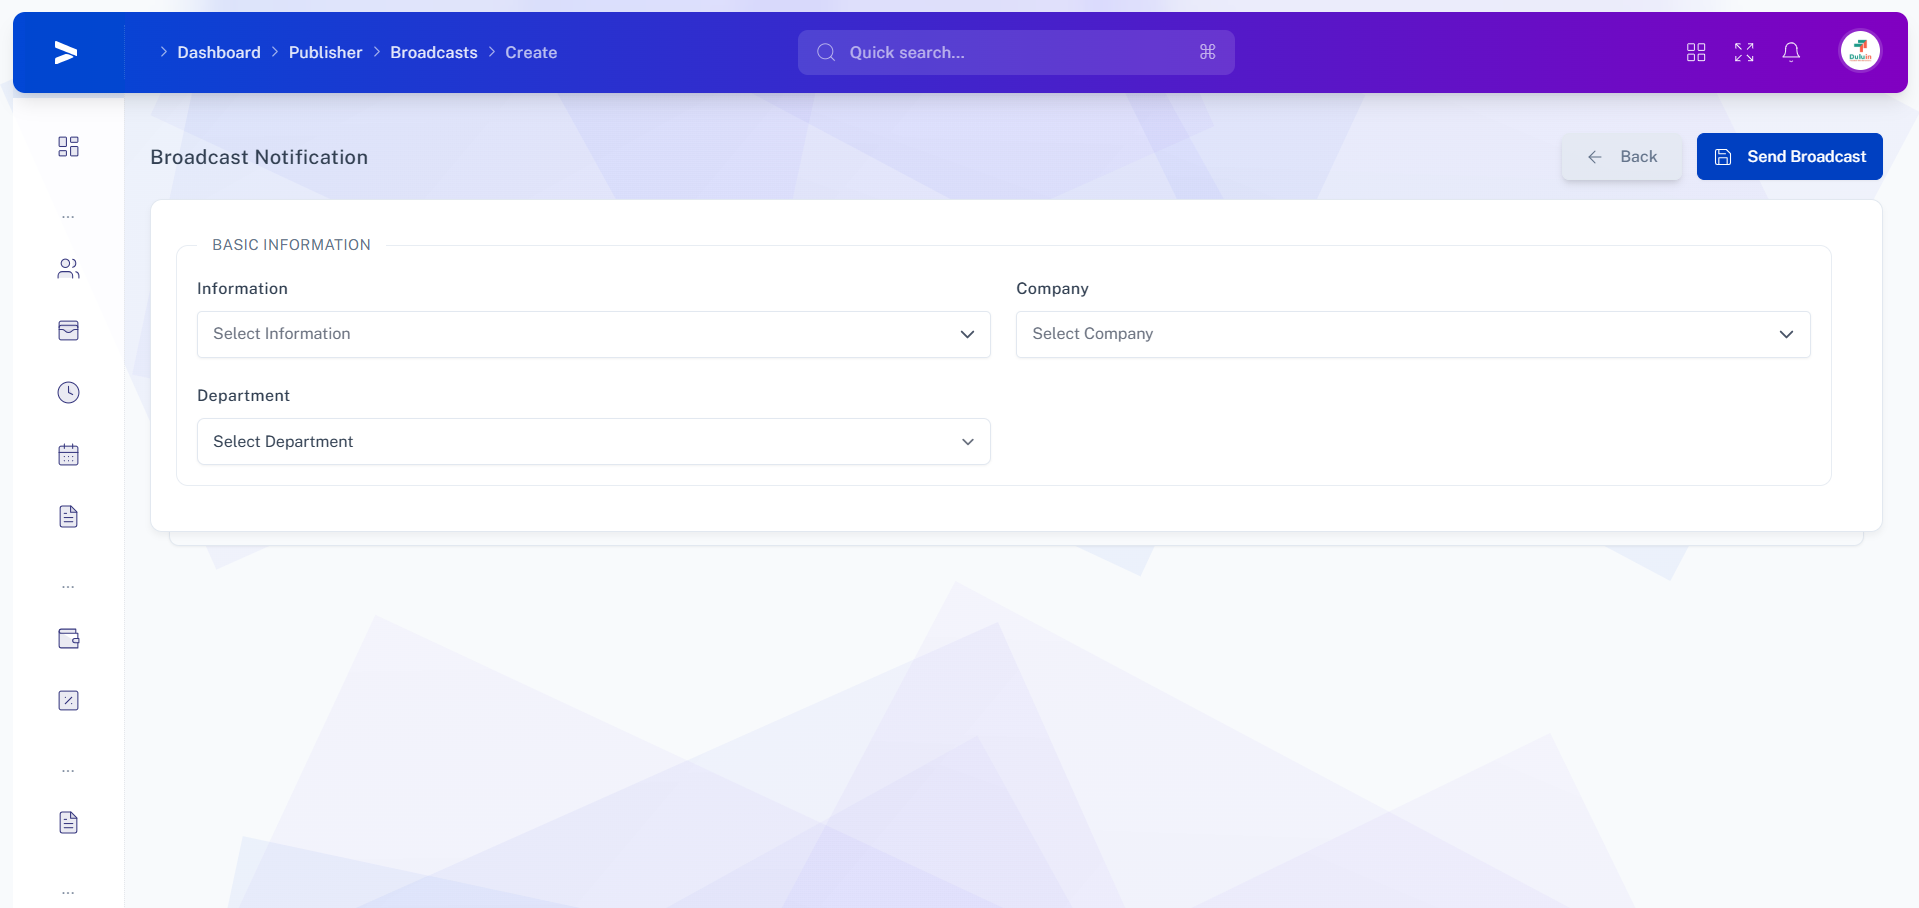 Dashboard Publisher Broadcasts Create
Quick search... ⌘
Duluin
Broadcast Notification
Back
Send Broadcast
...
BASIC INFORMATION
Information
Company
Select Information
Select Company
Department
Select Department
...
...
...